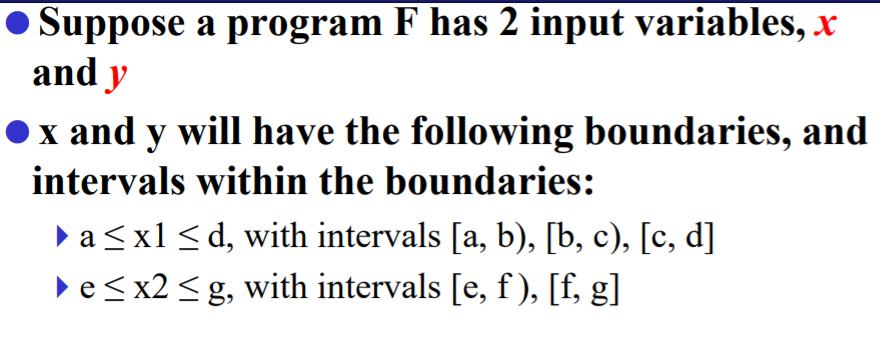 ● Suppose a program F has 2 input variables, x
and y
● x and y will have the following boundaries, and
intervals within the boundaries:
▸ a ≤ x1 ≤ d, with intervals [a, b), [b, c), [c, d]
▸ e ≤ x2 ≤ g, with intervals [e, f ), [f, g]